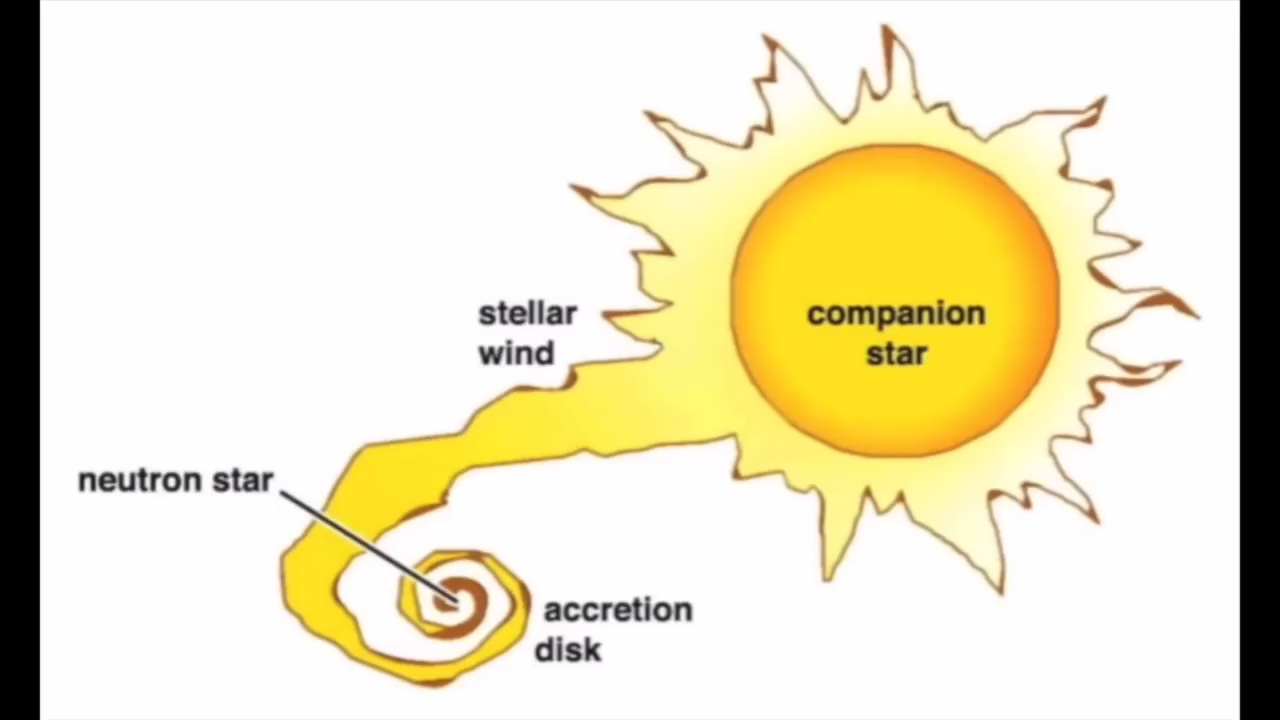 companion
star
stellar
wind
neutron star
accretion
disk